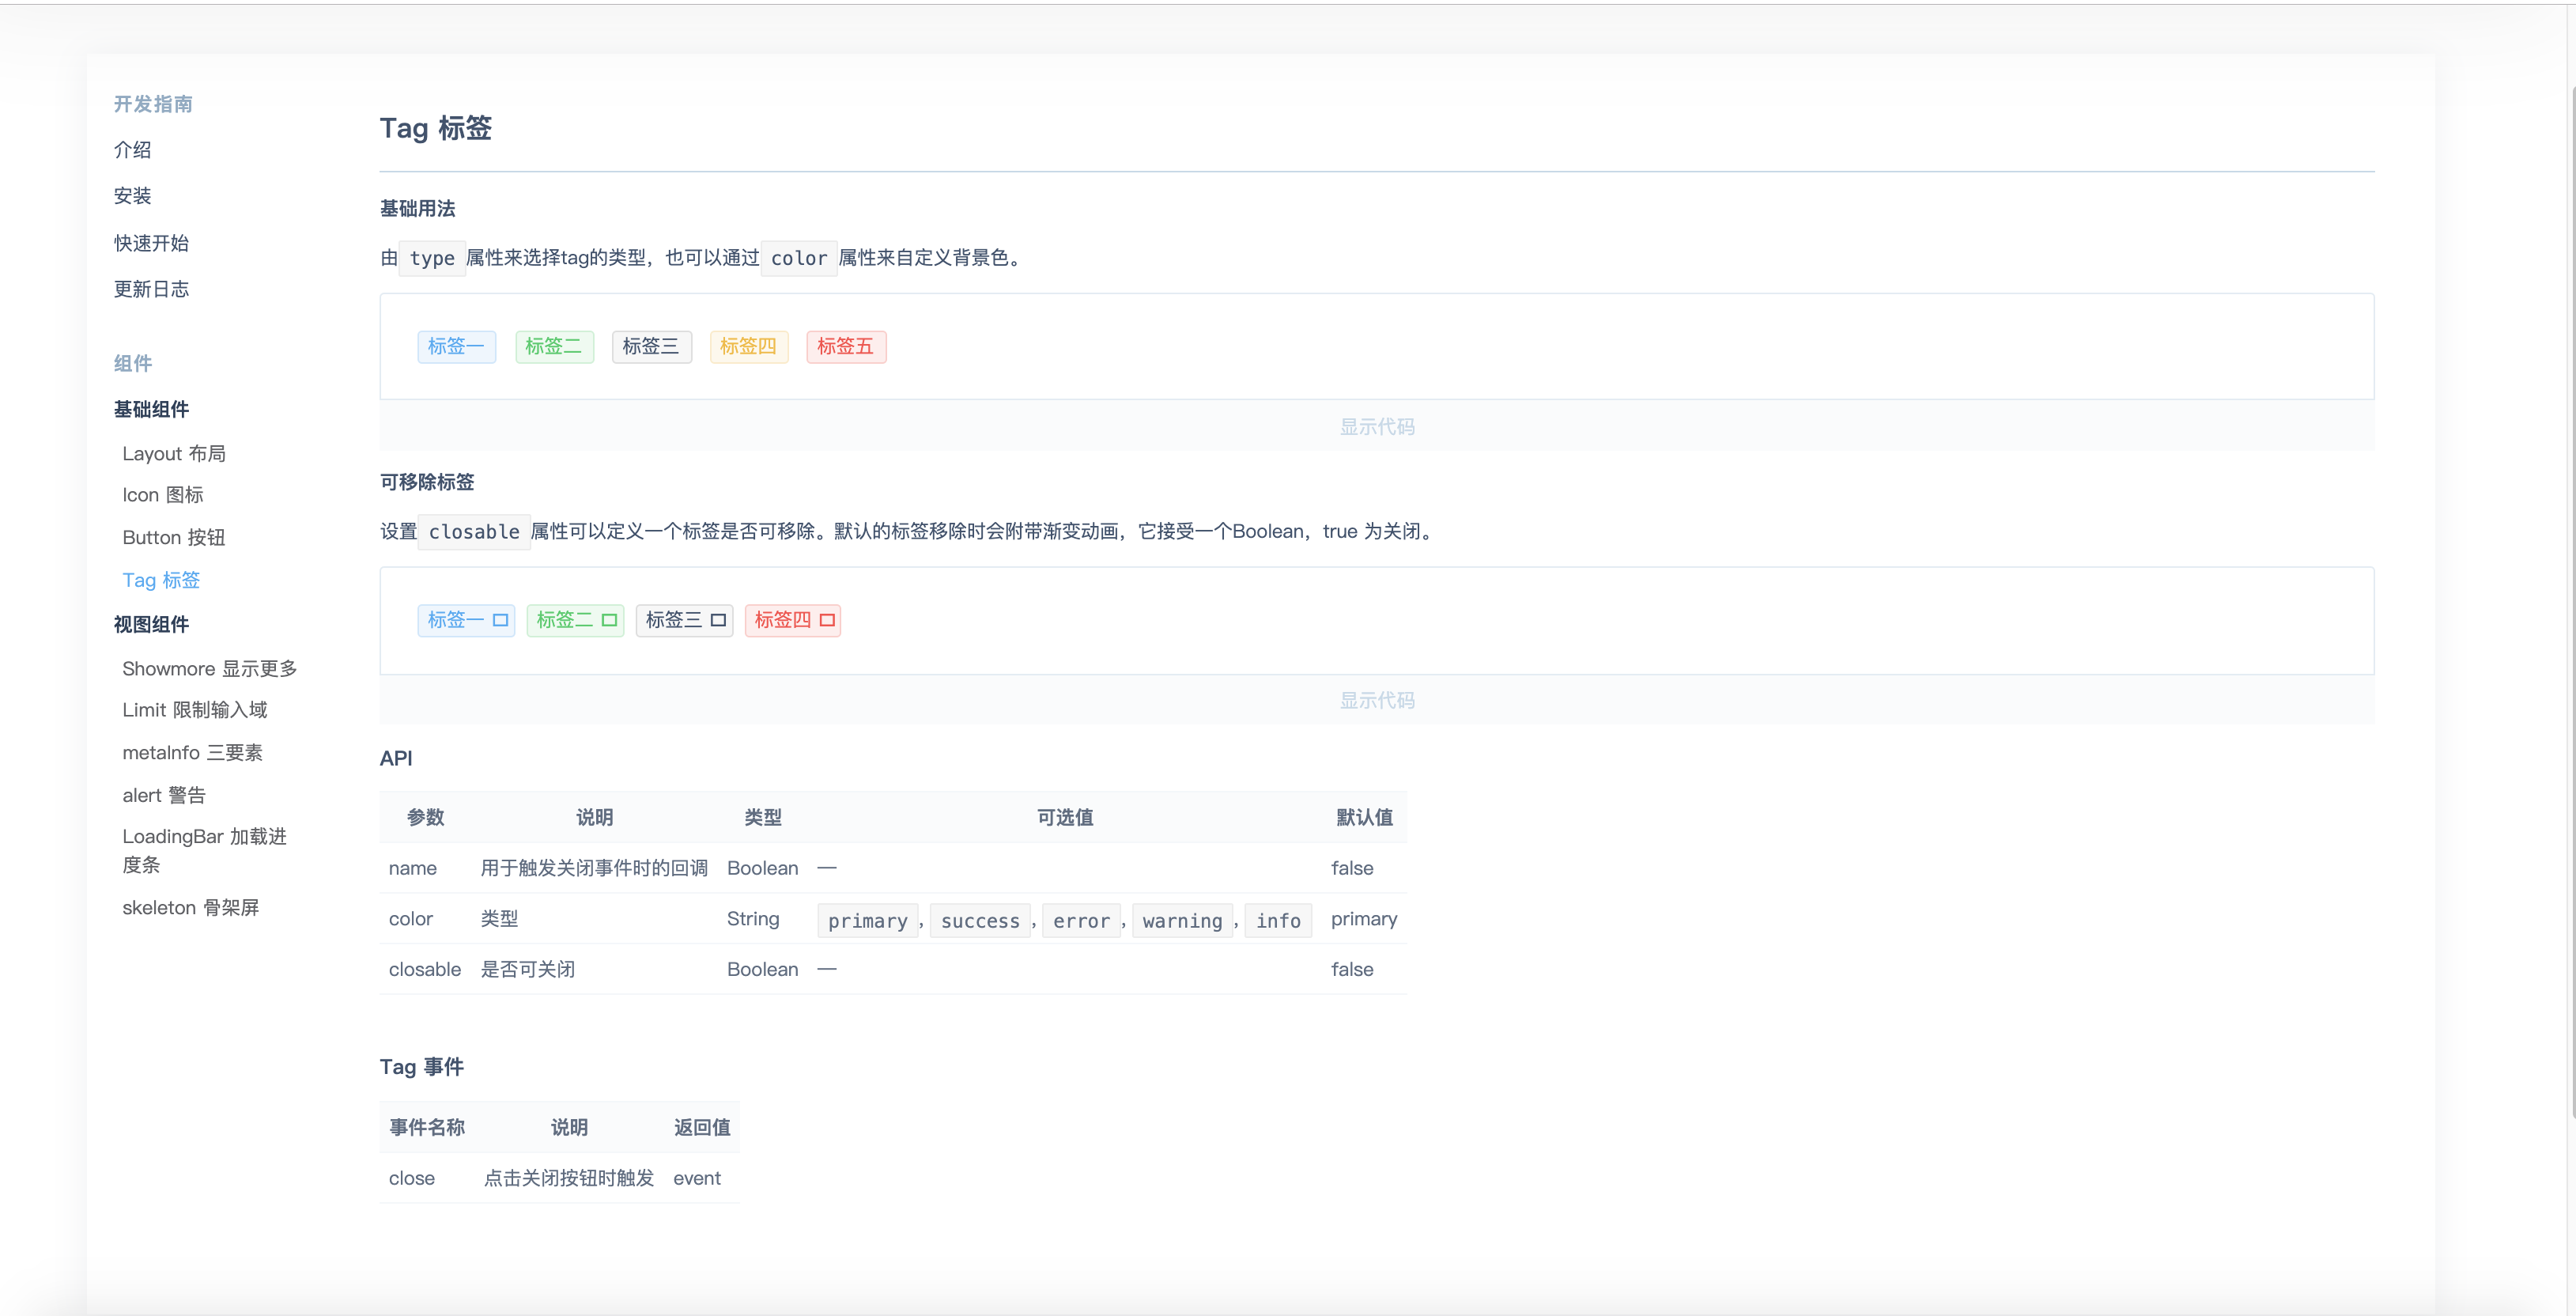 开发指南
介绍
安装
快速开始
更新日志
组件
基础组件
Layout 布局
Icon 图标
Button 按钮
Tag 标签
视图组件
Showmore 显示更多
Limit 限制输入域
metaInfo 三要素
alert 警告
LoadingBar 加载进
度条
skeleton 骨架屏
Tag 标签
基础用法
由 type 属性来选择tag的类型，也可以通过 color 属性来自定义背景色。
标签一 标签二 标签三 标签四 标签五
显示代码
可移除标签
设置 closable 属性可以定义一个标签是否可移除。默认的标签移除时会附带渐变动画，它接受一个Boolean，true 为关闭。
标签一 标签二 标签三 标签四
显示代码
API
参数 说明 类型 可选值 默认值
name 用于触发关闭事件时的回调 Boolean — false
color 类型 String primary , success , error , warning , info primary
closable 是否可关闭 Boolean — false
Tag 事件
事件名称 说明 返回值
close 点击关闭按钮时触发 event